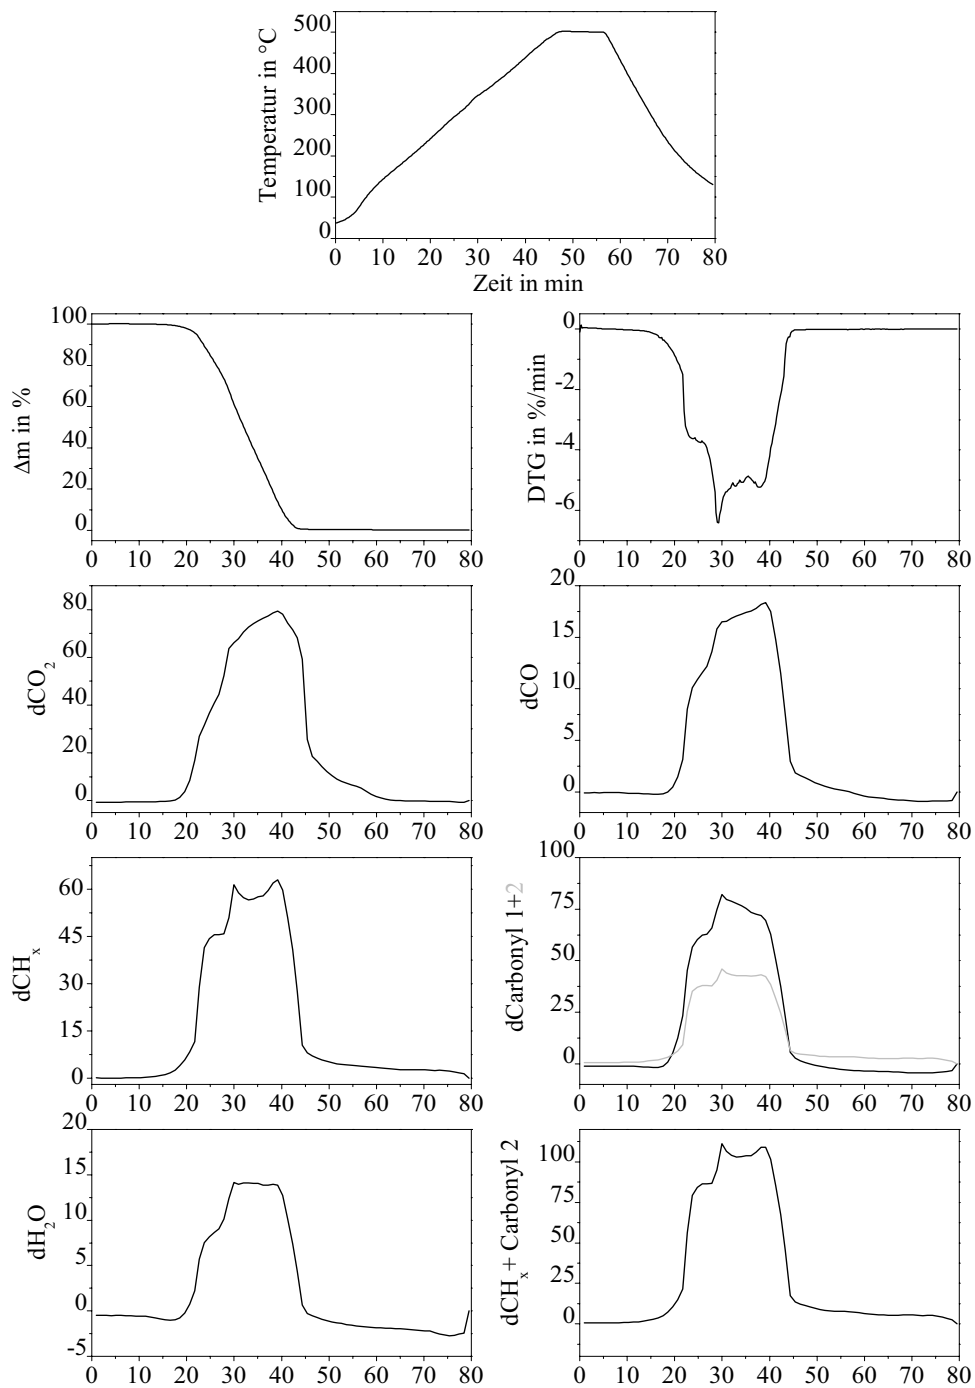 500
400
300
200
100
0
Temperatur in °C
0 10 20 30 40 50 60 70 80
Zeit in min
100
80
60
40
20
0
Δm in %
0 10 20 30 40 50 60 70 80
0
-2
-4
-6
DTG in %/min
0 10 20 30 40 50 60 70 80
80
60
40
20
0
dCO₂
0 10 20 30 40 50 60 70 80
20
15
10
5
0
dCO
0 10 20 30 40 50 60 70 80
60
45
30
15
0
dCHₓ
0 10 20 30 40 50 60 70 80
100
75
50
25
0
dCarbonyl 1+2
0 10 20 30 40 50 60 70 80
20
15
10
5
0
-5
dH₂O
0 10 20 30 40 50 60 70 80
100
75
50
25
0
dCHₓ+ Carbonyl 2
0 10 20 30 40 50 60 70 80